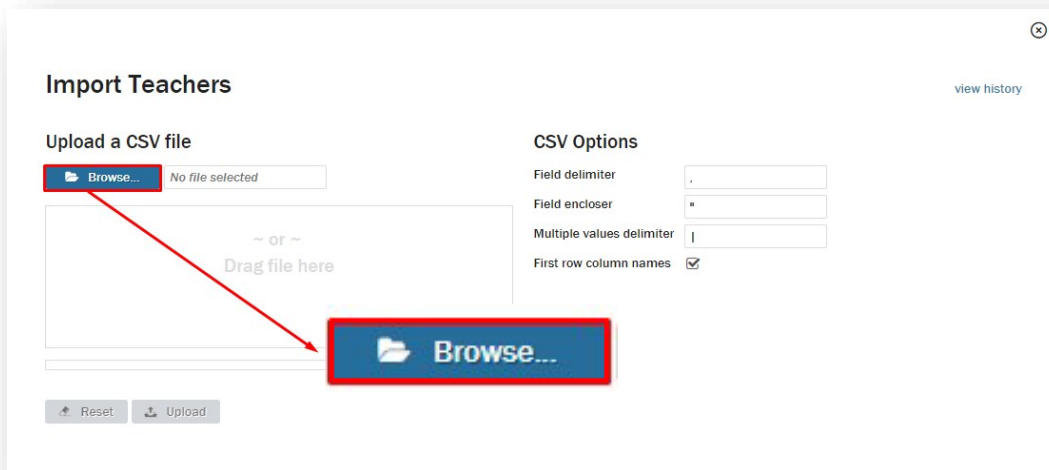 Import Teachers
view history
Upload a CSV file
Browse...
No file selected
~ or ~
Drag file here
Browse...
Reset
Upload
CSV Options
Field delimiter ,
Field encloser "
Multiple values delimiter |
First row column names